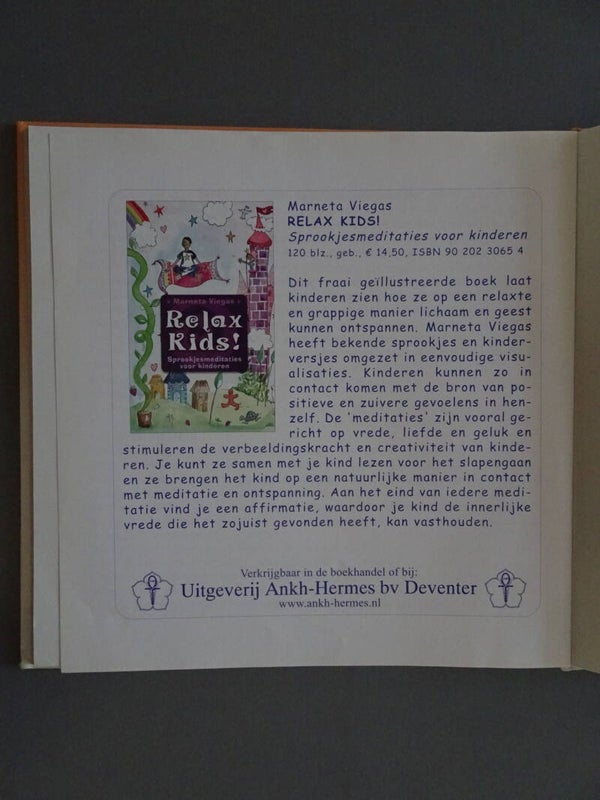 Marneta Viegas
RELAX KIDS!
Sprookjesmeditaties voor kinderen
120 blz., geb., € 14,50, ISBN 90 202 3065 4
• Marneta Viegas •
Relax
Kids!
Sprookjesmeditaties
voor kinderen
Dit fraai geïllustreerde boek laat
kinderen zien hoe ze op een relaxte
en grappige manier lichaam en geest
kunnen ontspannen. Marneta Viegas
heeft bekende sprookjes en kinder-
versjes omgezet in eenvoudige visu-
alisaties. Kinderen kunnen zo in
contact komen met de bron van po-
sitieve en zuivere gevoelens in hen-
zelf. De 'meditaties' zijn vooral ge-
richt op vrede, liefde en geluk en
stimuleren de verbeeldingskracht en creativiteit van kinde-
ren. Je kunt ze samen met je kind lezen voor het slapengaan
en ze brengen het kind op een natuurlijke manier in contact
met meditatie en ontspanning. Aan het eind van iedere medi-
tatie vind je een affirmatie, waardoor je kind de innerlijke
vrede die het zojuist gevonden heeft, kan vasthouden.
Verkrijgbaar in de boekhandel of bij:
Uitgeverij Ankh-Hermes bv Deventer
www.ankh-hermes.nl